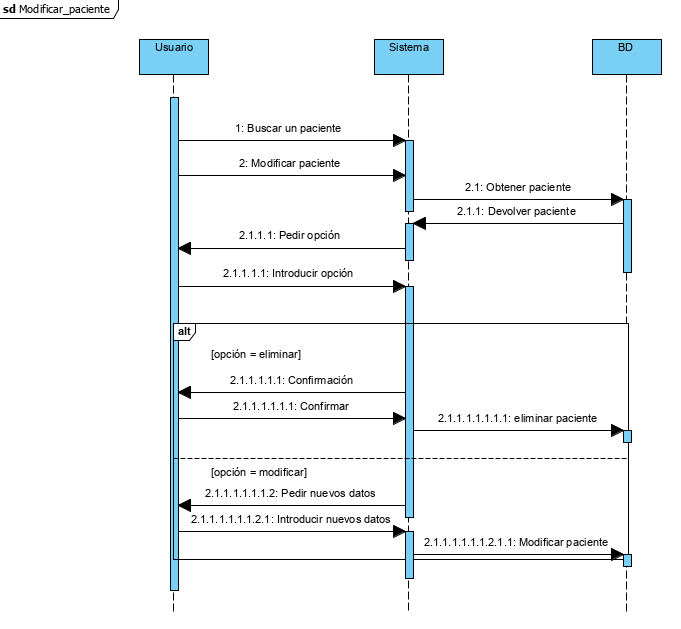 sd Modificar_paciente
Usuario
Sistema
BD
1: Buscar un paciente
2: Modificar paciente
2.1: Obtener paciente
2.1.1: Devolver paciente
2.1.1.1: Pedir opción
2.1.1.1.1: Introducir opción
alt
[opción = eliminar]
2.1.1.1.1.1: Confirmación
2.1.1.1.1.1.1: Confirmar
2.1.1.1.1.1.1.1: eliminar paciente
[opción = modificar]
2.1.1.1.1.1.1.2: Pedir nuevos datos
2.1.1.1.1.1.1.2.1: Introducir nuevos datos
2.1.1.1.1.1.1.2.1.1: Modificar paciente